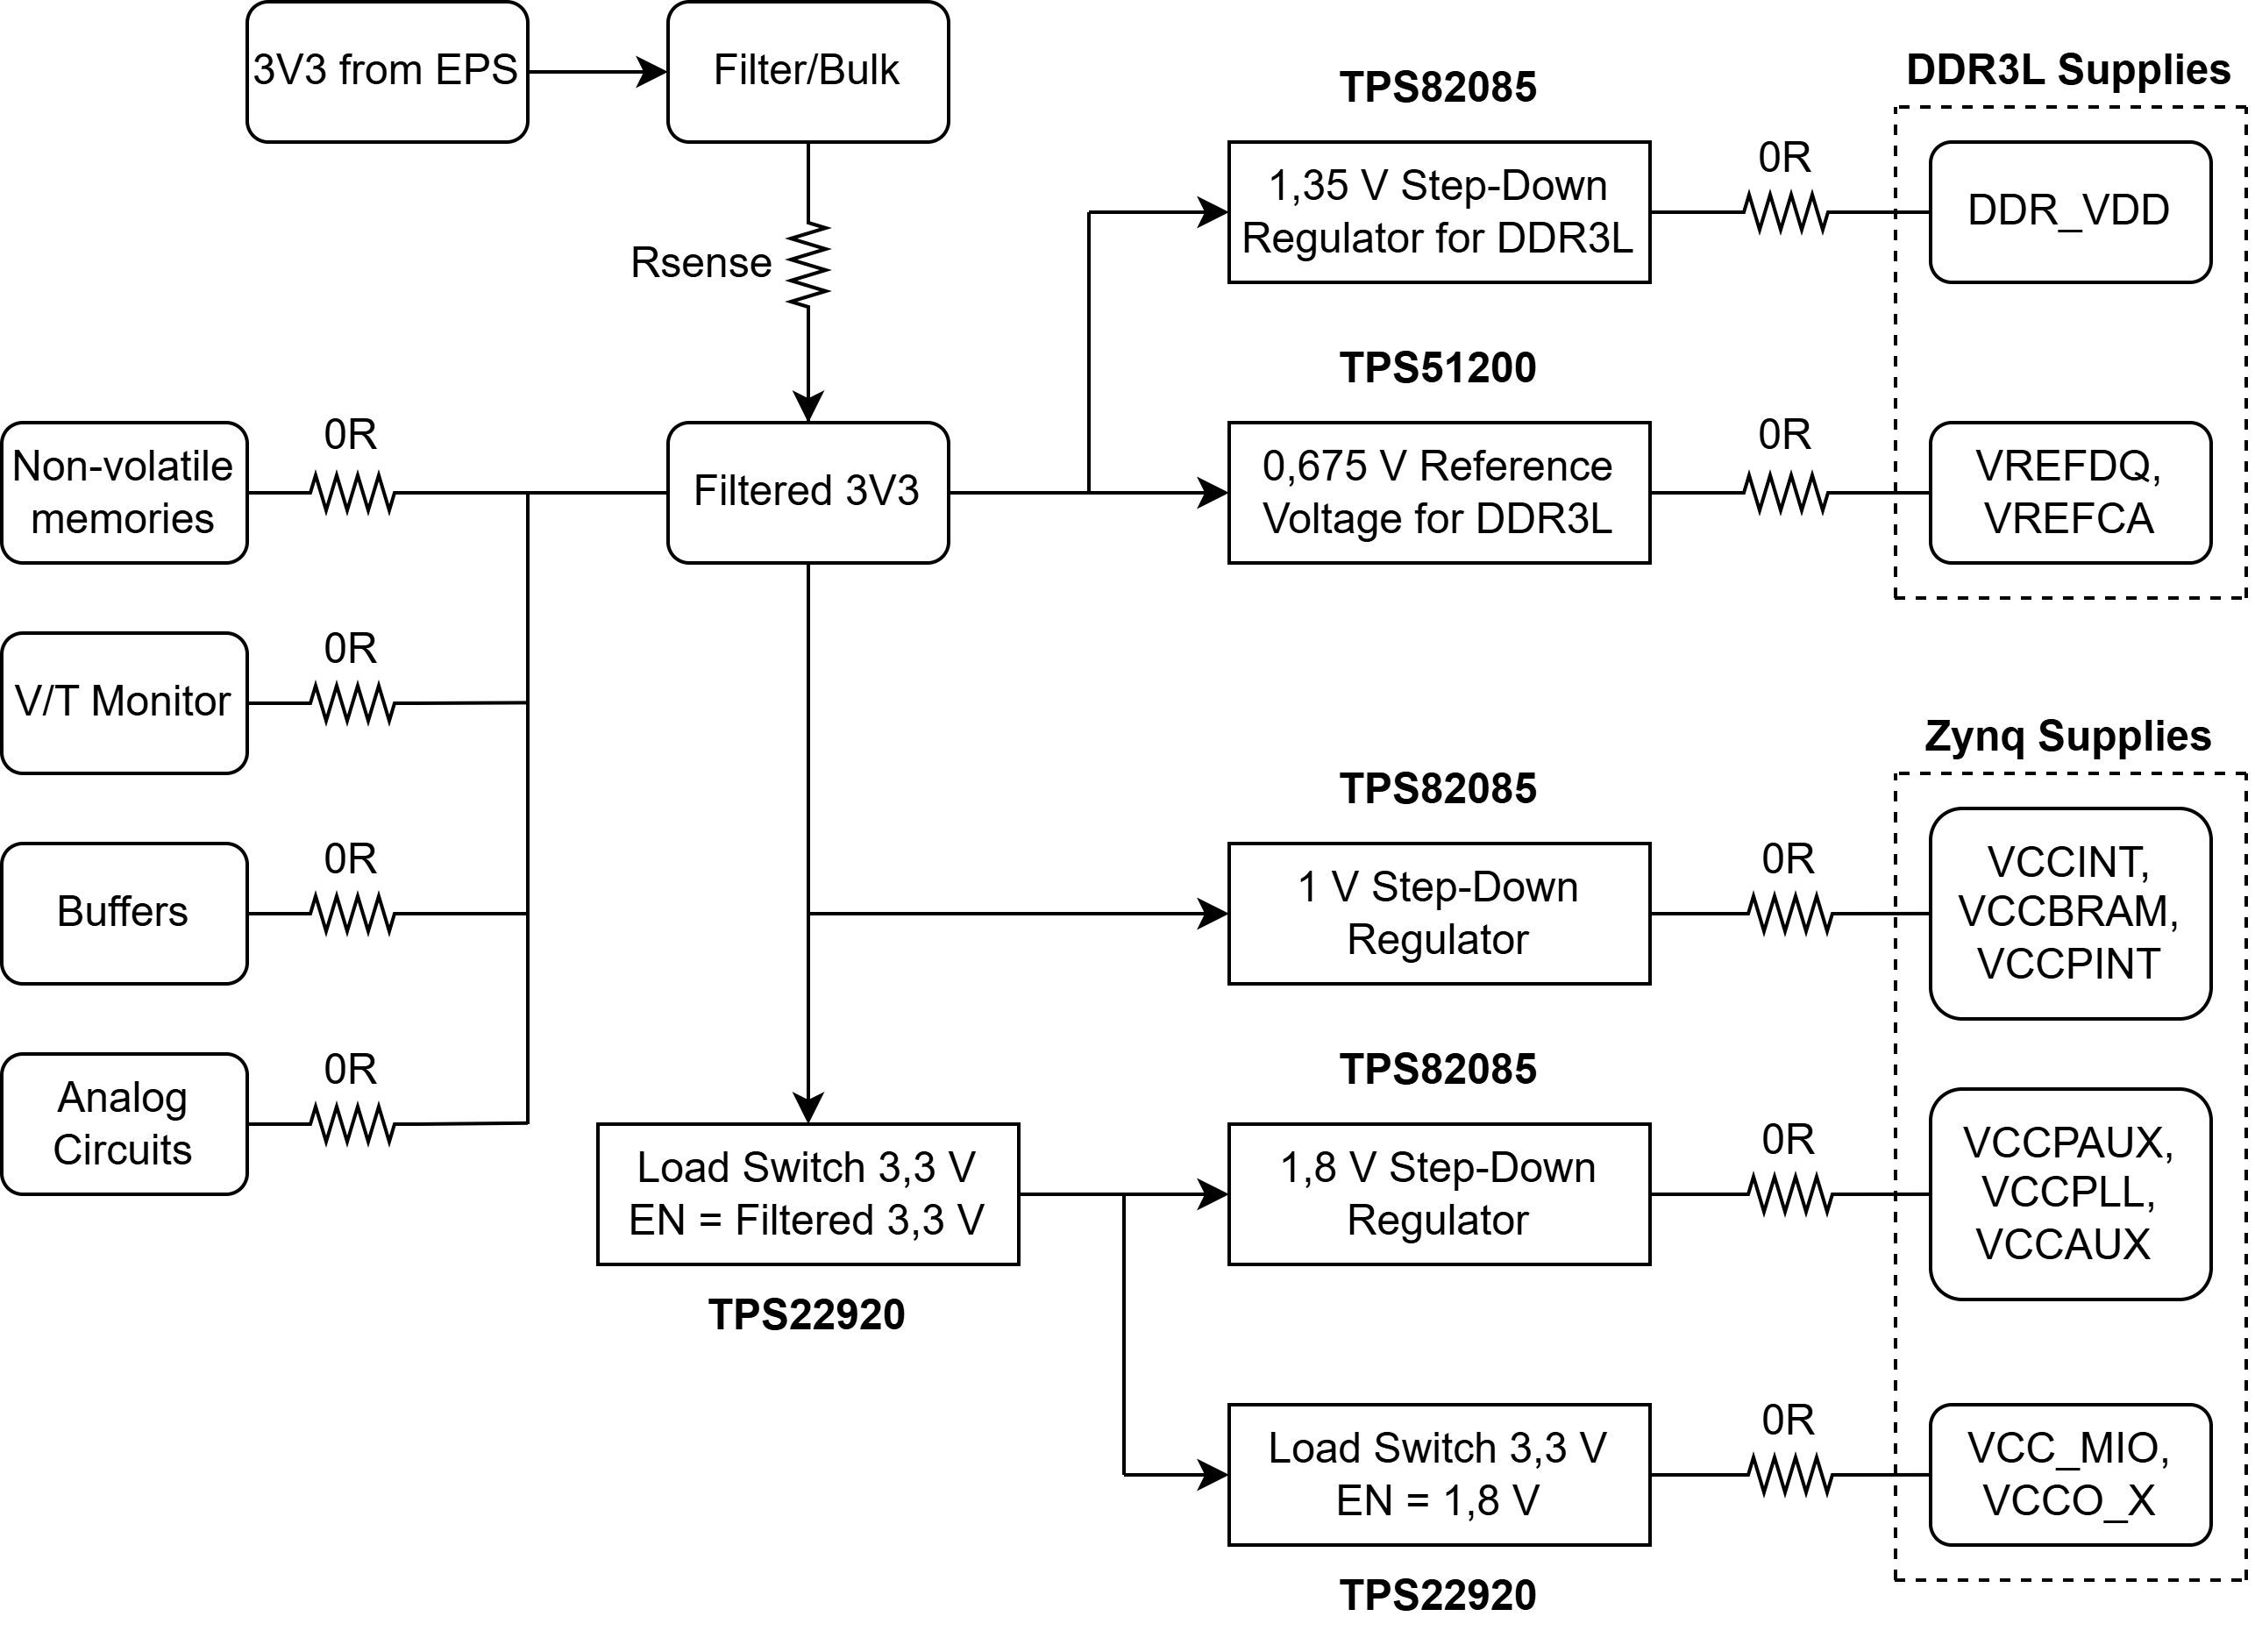 3V3 from EPS
Filter/Bulk
Rsense
TPS82085
1,35 V Step-Down
Regulator for DDR3L
0R
DDR3L Supplies
DDR_VDD
Non-volatile
memories
0R
Filtered 3V3
TPS51200
0,675 V Reference
Voltage for DDR3L
0R
VREFDQ,
VREFCA
V/T Monitor
0R
Buffers
0R
TPS82085
1 V Step-Down
Regulator
0R
Zynq Supplies
VCCINT,
VCCBRAM,
VCCPINT
Analog
Circuits
0R
Load Switch 3,3 V
EN = Filtered 3,3 V
TPS22920
TPS82085
1,8 V Step-Down
Regulator
0R
VCCPAUX,
VCCPLL,
VCCAUX
Load Switch 3,3 V
EN = 1,8 V
TPS22920
0R
VCC_MIO,
VCCO_X